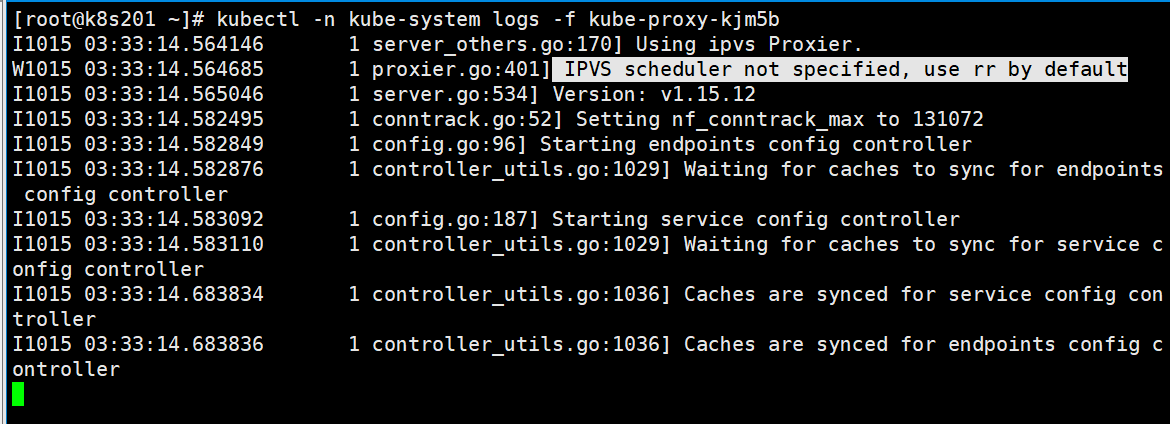 [root@k8s201 ~]# kubectl -n kube-system logs -f kube-proxy-kjm5b
I1015 03:33:14.564146       1 server_others.go:170] Using ipvs Proxier.
W1015 03:33:14.564685       1 proxier.go:401] IPVS scheduler not specified, use rr by default
I1015 03:33:14.565046       1 server.go:534] Version: v1.15.12
I1015 03:33:14.582495       1 conntrack.go:52] Setting nf_conntrack_max to 131072
I1015 03:33:14.582849       1 config.go:96] Starting endpoints config controller
I1015 03:33:14.582876       1 controller_utils.go:1029] Waiting for caches to sync for endpoints
 config controller
I1015 03:33:14.583092       1 config.go:187] Starting service config controller
I1015 03:33:14.583110       1 controller_utils.go:1029] Waiting for caches to sync for service c
onfig controller
I1015 03:33:14.683834       1 controller_utils.go:1036] Caches are synced for service config con
troller
I1015 03:33:14.683836       1 controller_utils.go:1036] Caches are synced for endpoints config c
ontroller